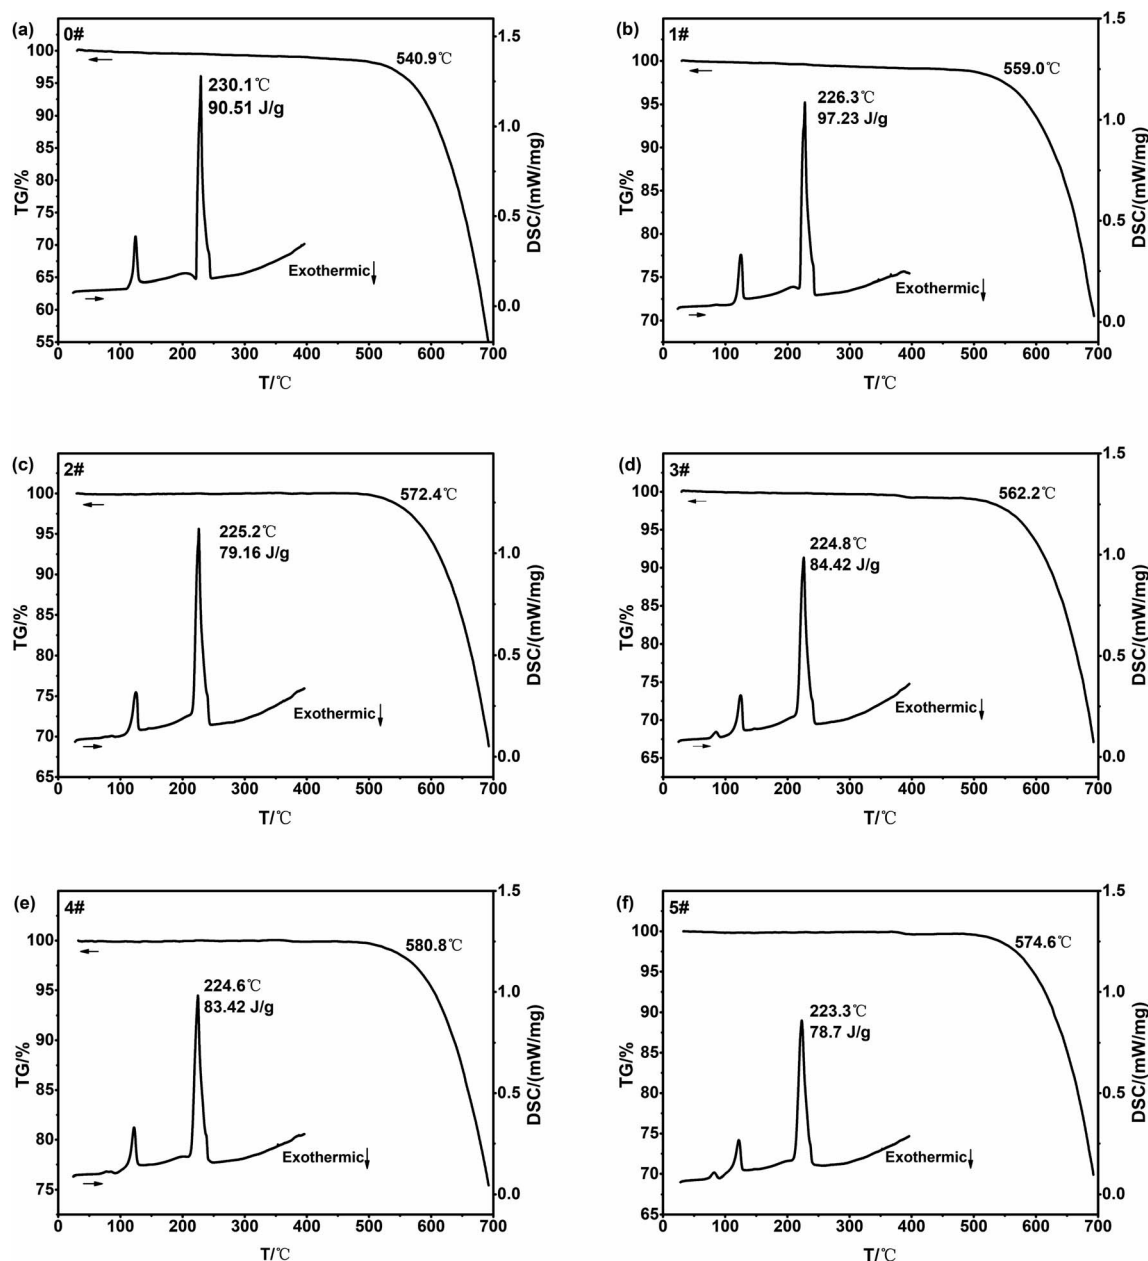 (a)
0#
540.9℃
230.1℃
90.51 J/g
Exothermic
TG/%
100
95
90
85
80
75
70
65
60
55
DSC/(mW/mg)
1.5
1.0
0.5
0.0
0 100 200 300 400 500 600 700
T/℃
(b)
1#
559.0℃
226.3℃
97.23 J/g
Exothermic
TG/%
100
95
90
85
80
75
70
DSC/(mW/mg)
1.5
1.0
0.5
0.0
0 100 200 300 400 500 600 700
T/℃
(c)
2#
572.4℃
225.2℃
79.16 J/g
Exothermic
TG/%
100
95
90
85
80
75
70
65
DSC/(mW/mg)
1.5
1.0
0.5
0.0
0 100 200 300 400 500 600 700
T/℃
(d)
3#
562.2℃
224.8℃
84.42 J/g
Exothermic
TG/%
100
95
90
85
80
75
70
65
DSC/(mW/mg)
1.5
1.0
0.5
0.0
0 100 200 300 400 500 600 700
T/℃
(e)
4#
580.8℃
224.6℃
83.42 J/g
Exothermic
TG/%
100
95
90
85
80
75
DSC/(mW/mg)
1.5
1.0
0.5
0.0
0 100 200 300 400 500 600 700
T/℃
(f)
5#
574.6℃
223.3℃
78.7 J/g
Exothermic
TG/%
100
95
90
85
80
75
70
65
DSC/(mW/mg)
1.5
1.0
0.5
0.0
0 100 200 300 400 500 600 700
T/℃